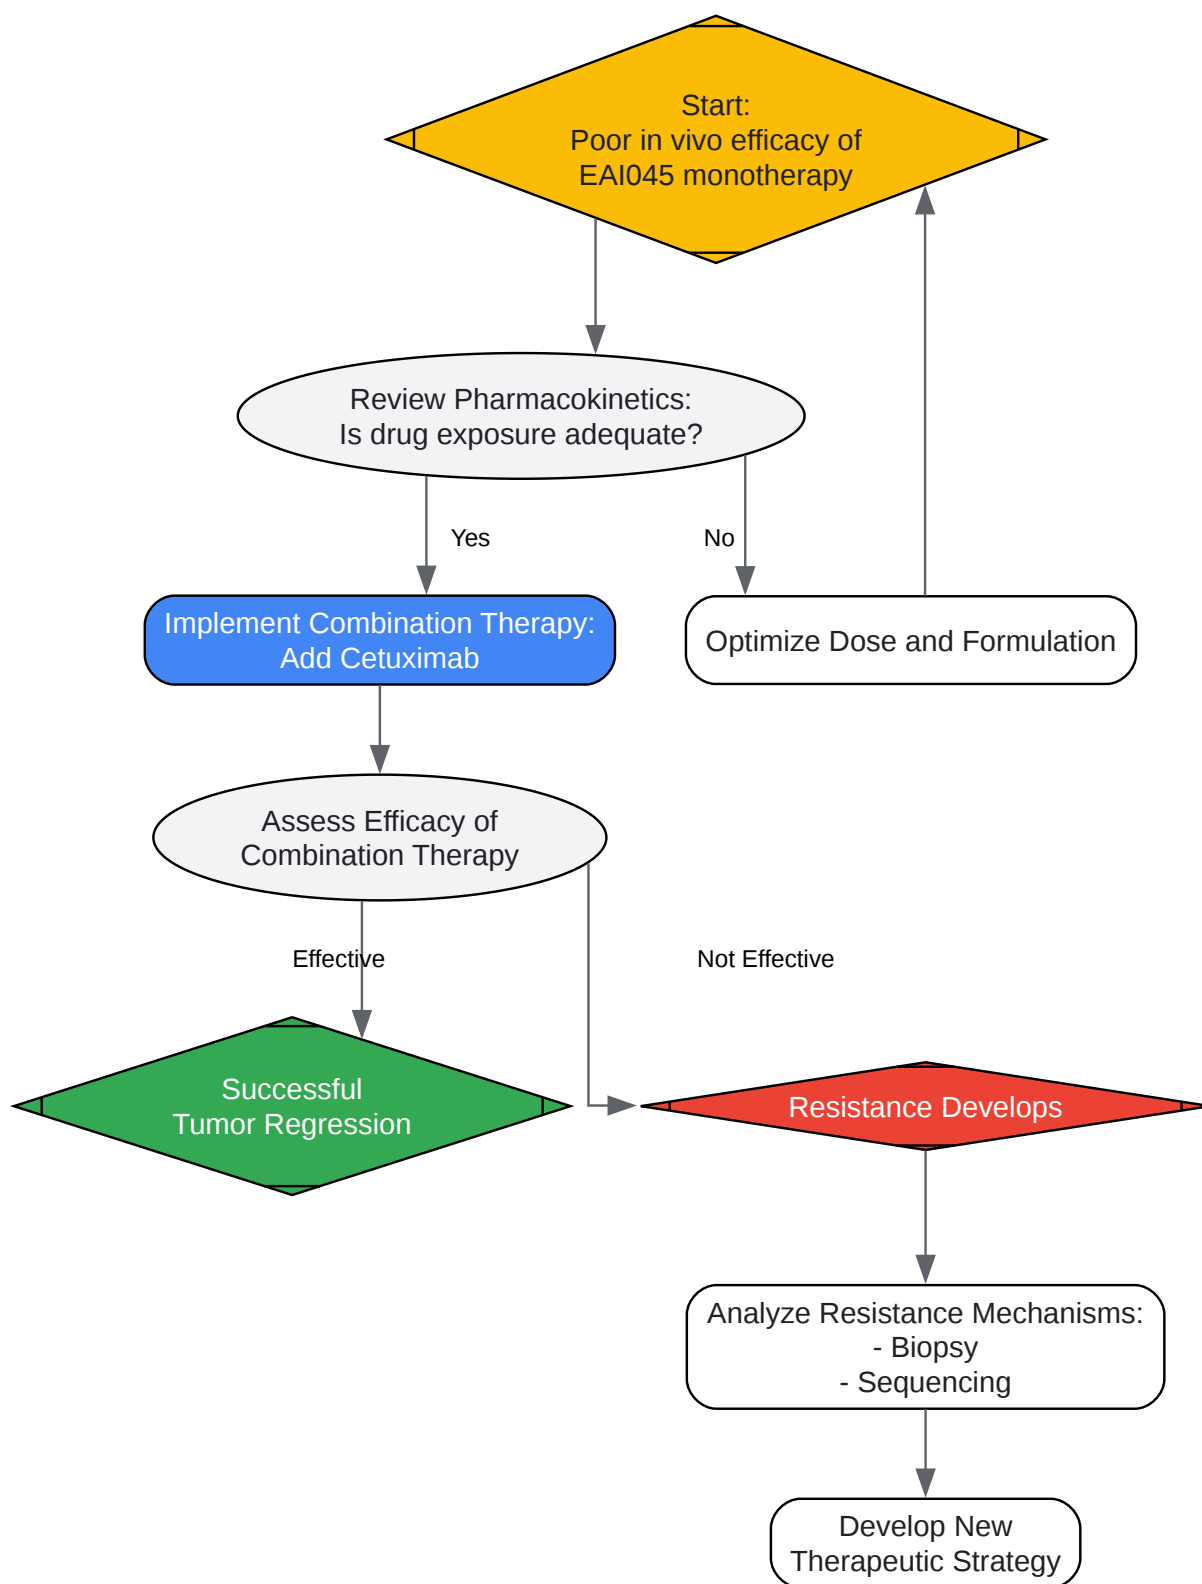 Start:
Poor in vivo efficacy of
EAI045 monotherapy
Review Pharmacokinetics:
Is drug exposure adequate?
Yes
No
Implement Combination Therapy:
Add Cetuximab
Optimize Dose and Formulation
Assess Efficacy of
Combination Therapy
Effective
Not Effective
Successful
Tumor Regression
Resistance Develops
Analyze Resistance Mechanisms:
- Biopsy
- Sequencing
Develop New
Therapeutic Strategy